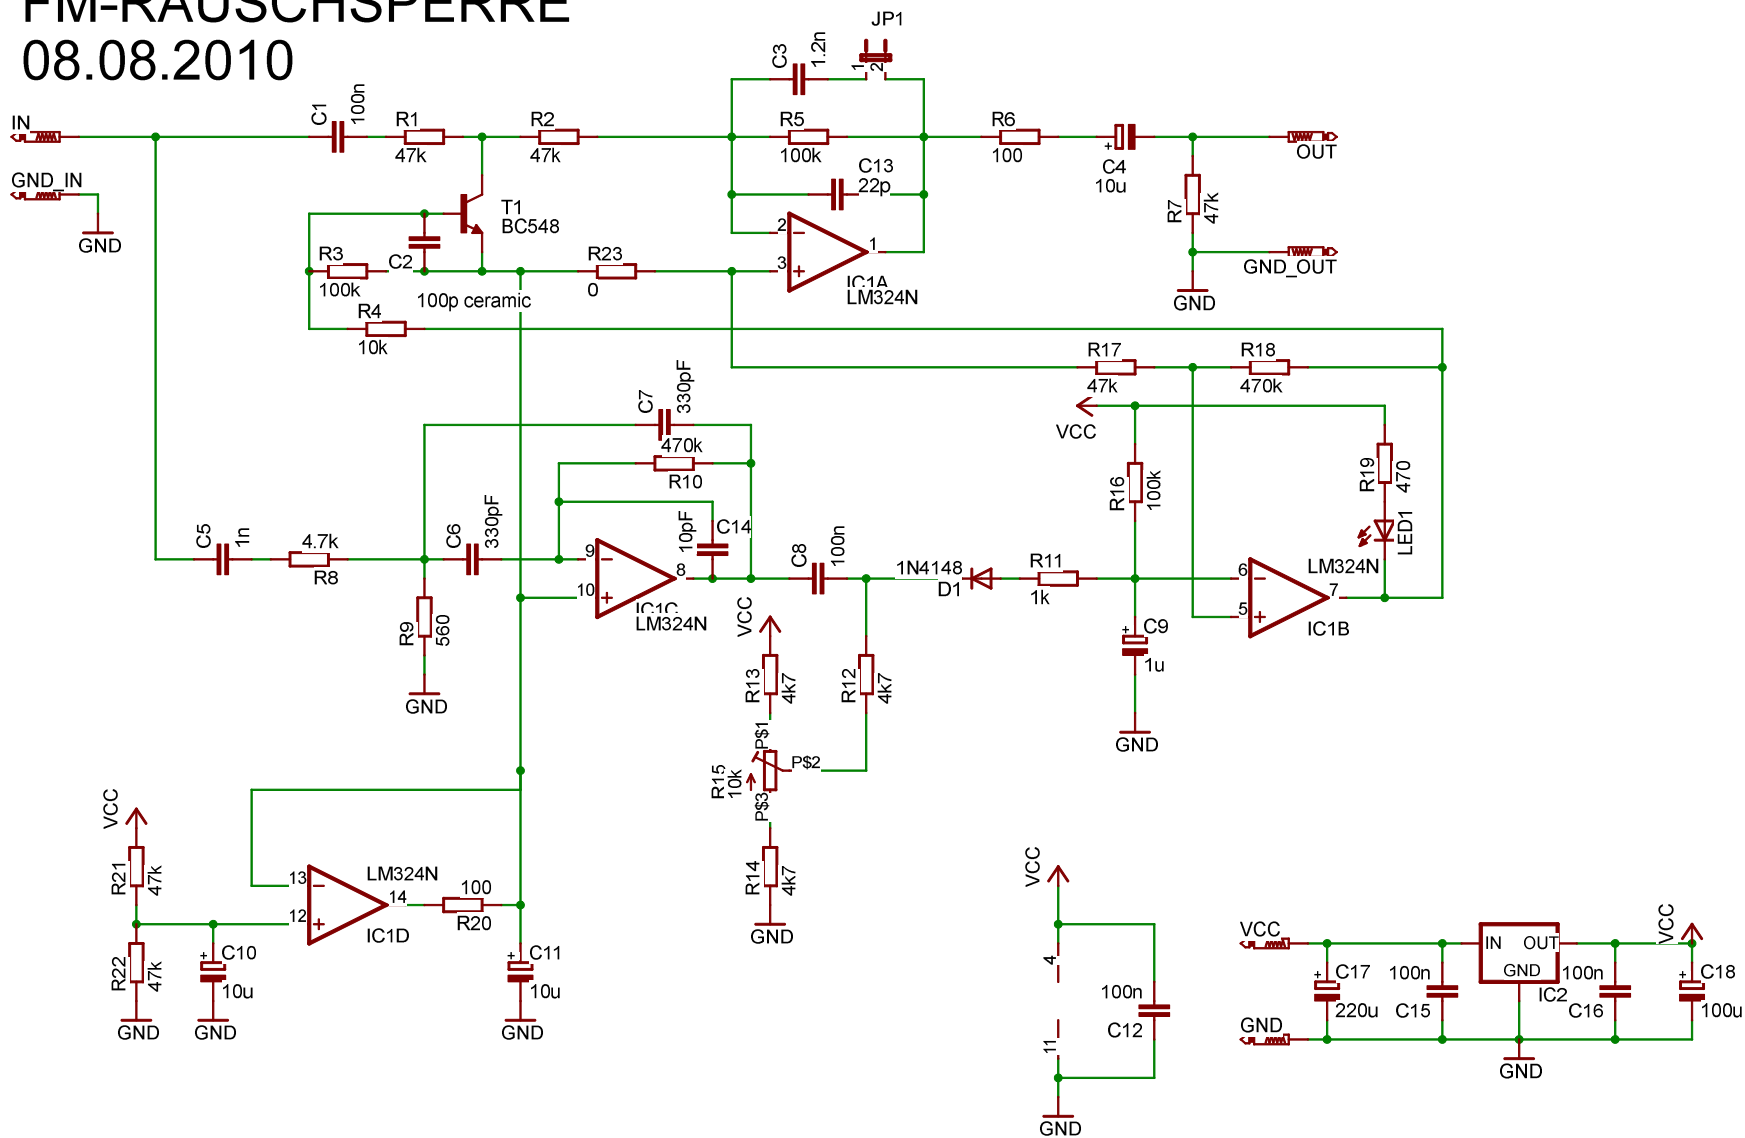 FM-RAUSCHSPERRE
08.08.2010
JP1
C3
1.2n
1
2
IN
C1
100n
R1
47k
R2
47k
R5
100k
R6
100
C4
+
10u
OUT
GND_IN
GND
T1
BC548
C13
22p
2
3
1
IC1A
LM324N
R7
47k
GND_OUT
GND
R3
100k
C2
100p ceramic
R23
0
R4
10k
R17
47k
R18
470k
VCC
C7
330pF
470k
R10
R16
100k
R19
470
LED1
C5
1n
4.7k
R8
C6
330pF
9
10
8
10pF
C14
IC1C
LM324N
C8
100n
1N4148
D1
R11
1k
LM324N
6
5
7
IC1B
R9
560
GND
VCC
R13
4k7
R12
4k7
+
C9
1u
GND
P$1
P$2
P$3
R15
10k
R14
4k7
GND
VCC
R21
47k
R22
47k
13
12
14
LM324N
IC1D
100
R20
+
C10
10u
+
C11
10u
GND
GND
GND
VCC
4
11
100n
C12
GND
VCC
GND
+
C17
220u
100n
C15
IN
OUT
GND
IC2
100n
C16
VCC
+
C18
100u
GND